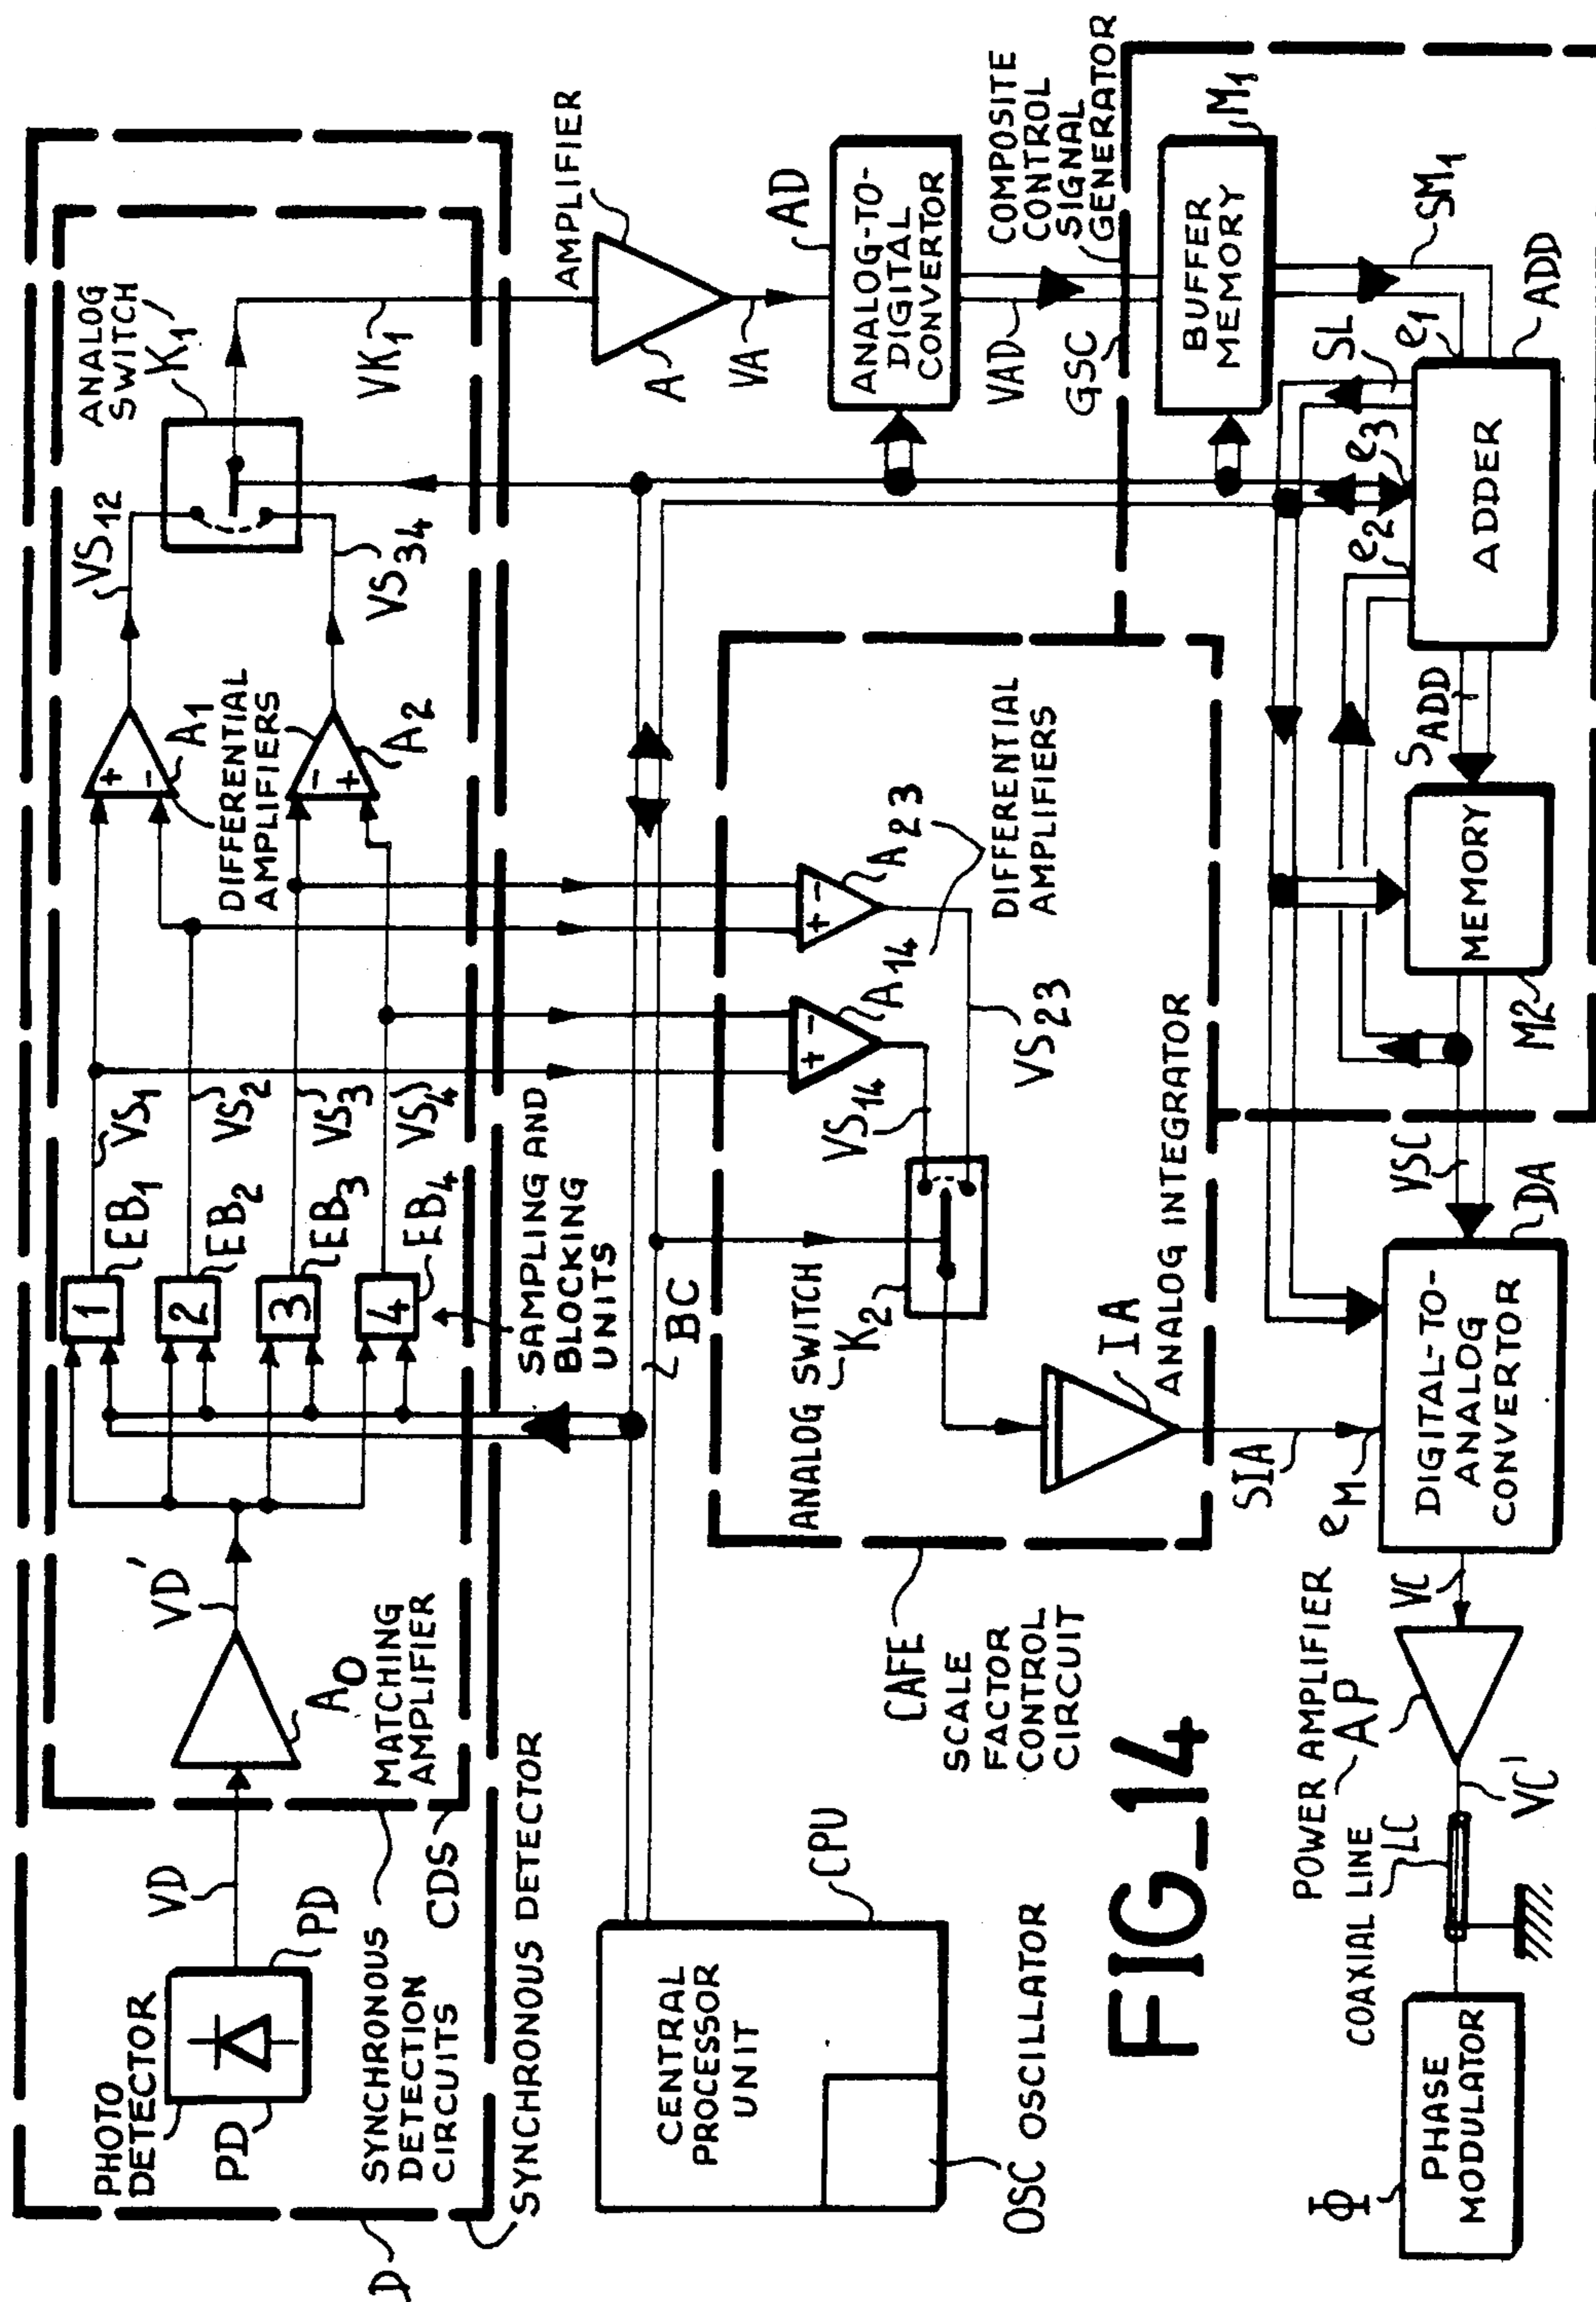 PHOTO
DETECTOR
PD
PD
VD
SYNCHRONOUS
DETECTION
CIRCUITS
CDS
SYNCHRONOUS DETECTOR
D
A0
MATCHING
AMPLIFIER
VD'
1
2
3
4
EB1
EB2
EB3
EB4
SAMPLING AND
BLOCKING
UNITS
VS1
VS2
VS3
VS4
DIFFERENTIAL
AMPLIFIERS
+
-
A1
-
+
A2
VS12
VS34
ANALOG
SWITCH
K1
VK1
AMPLIFIER
A
VA
ANALOG-TO-
DIGITAL
CONVERTOR
AD
VAD
COMPOSITE
CONTROL
SIGNAL
GENERATOR
GSC
BUFFER
MEMORY
M1
SM1
SL
e1
e2
e3
ADDER
ADD
SADD
MEMORY
M2
VSC
CENTRAL
PROCESSOR
UNIT
CPU
OSC OSCILLATOR
BC
CAFE
SCALE
FACTOR
CONTROL
CIRCUIT
+ -
A23
+ -
A14
DIFFERENTIAL
AMPLIFIERS
VS14
VS23
ANALOG SWITCH
K2
IA
ANALOG INTEGRATOR
SIA
eM
DIGITAL-TO-
ANALOG
CONVERTOR
DA
VC
POWER AMPLIFIER
AP
VC'
COAXIAL LINE
LC
PHASE
MODULATOR
Φ
FIG_14